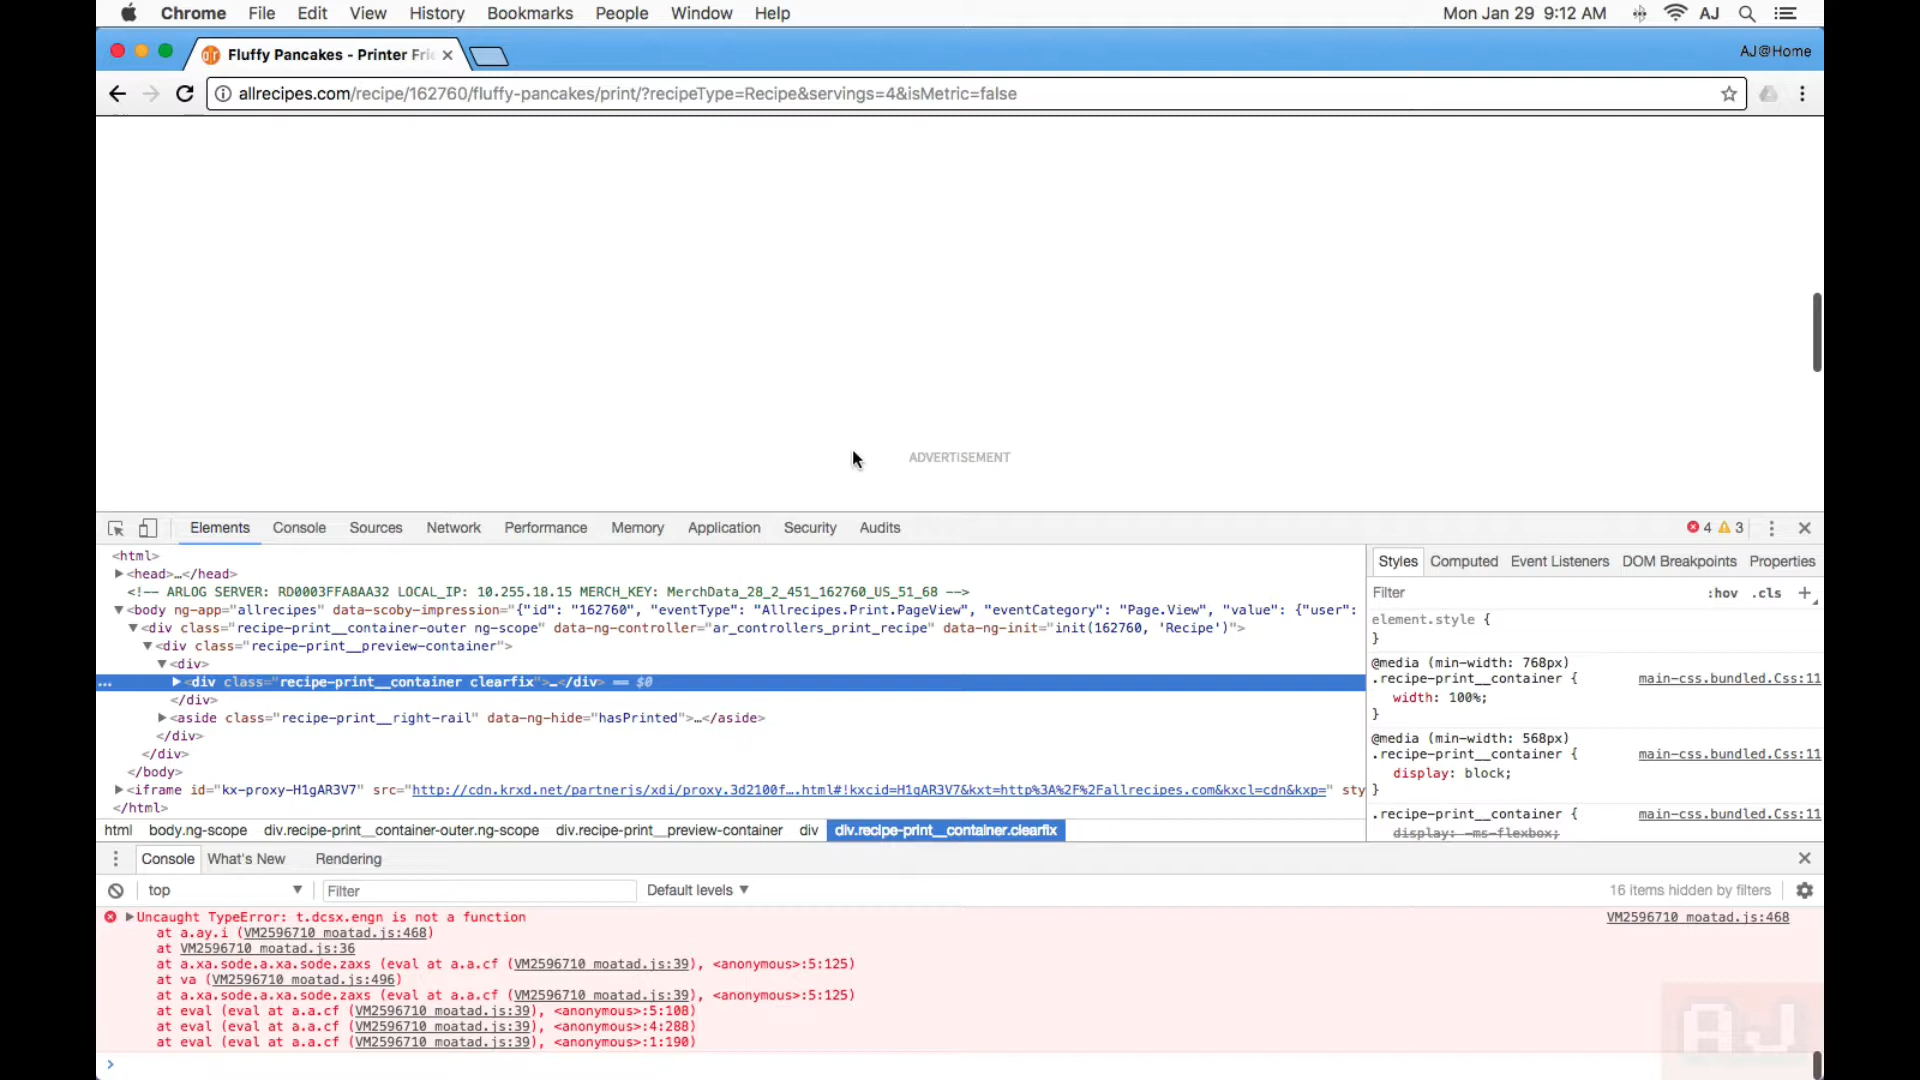 Chrome File Edit View History Bookmarks People Window Help Mon Jan 29 9:12 AM AJ
Fluffy Pancakes - Printer Frie AJ@Home
allrecipes.com/recipe/162760/fluffy-pancakes/print/?recipeType=Recipe&servings=4&isMetric=false
ADVERTISEMENT
Elements Console Sources Network Performance Memory Application Security Audits 4 3
<html>
<head>…</head>
<!-- ARLOG SERVER: RD0003FFA8AA32 LOCAL_IP: 10.255.18.15 MERCH_KEY: MerchData_28_2_451_162760_US_51_68 -->
<body ng-app="allrecipes" data-scoby-impression="{"id": "162760", "eventType": "Allrecipes.Print.PageView", "eventCategory": "Page.View", "value": {"user":
<div class="recipe-print__container-outer ng-scope" data-ng-controller="ar_controllers_print_recipe" data-ng-init="init(162760, 'Recipe')">
<div class="recipe-print__preview-container">
<div>
… <div class="recipe-print__container clearfix">…</div> == $0
</div>
<aside class="recipe-print__right-rail" data-ng-hide="hasPrinted">…</aside>
</div>
</div>
</body>
<iframe id="kx-proxy-H1gAR3V7" src="http://cdn.krxd.net/partnerjs/xdi/proxy.3d2100f….html#!kxcid=H1gAR3V7&kxt=http%3A%2F%2Fallrecipes.com&kxcl=cdn&kxp=" sty
</html>
html body.ng-scope div.recipe-print__container-outer.ng-scope div.recipe-print__preview-container div div.recipe-print__container.clearfix
Styles Computed Event Listeners DOM Breakpoints Properties
Filter :hov .cls +
element.style {
}
@media (min-width: 768px)
.recipe-print__container { main-css.bundled.Css:11
width: 100%;
}
@media (min-width: 568px)
.recipe-print__container { main-css.bundled.Css:11
display: block;
}
.recipe-print__container { main-css.bundled.Css:11
display: -ms-flexbox;
Console What's New Rendering
top Filter Default levels 16 items hidden by filters
Uncaught TypeError: t.dcsx.engn is not a function VM2596710 moatad.js:468
at a.ay.i (VM2596710 moatad.js:468)
at VM2596710 moatad.js:36
at a.xa.sode.a.xa.sode.zaxs (eval at a.a.cf (VM2596710 moatad.js:39), <anonymous>:5:125)
at va (VM2596710 moatad.js:496)
at a.xa.sode.a.xa.sode.zaxs (eval at a.a.cf (VM2596710 moatad.js:39), <anonymous>:5:125)
at eval (eval at a.a.cf (VM2596710 moatad.js:39), <anonymous>:5:108)
at eval (eval at a.a.cf (VM2596710 moatad.js:39), <anonymous>:4:288)
at eval (eval at a.a.cf (VM2596710 moatad.js:39), <anonymous>:1:190)
AJ